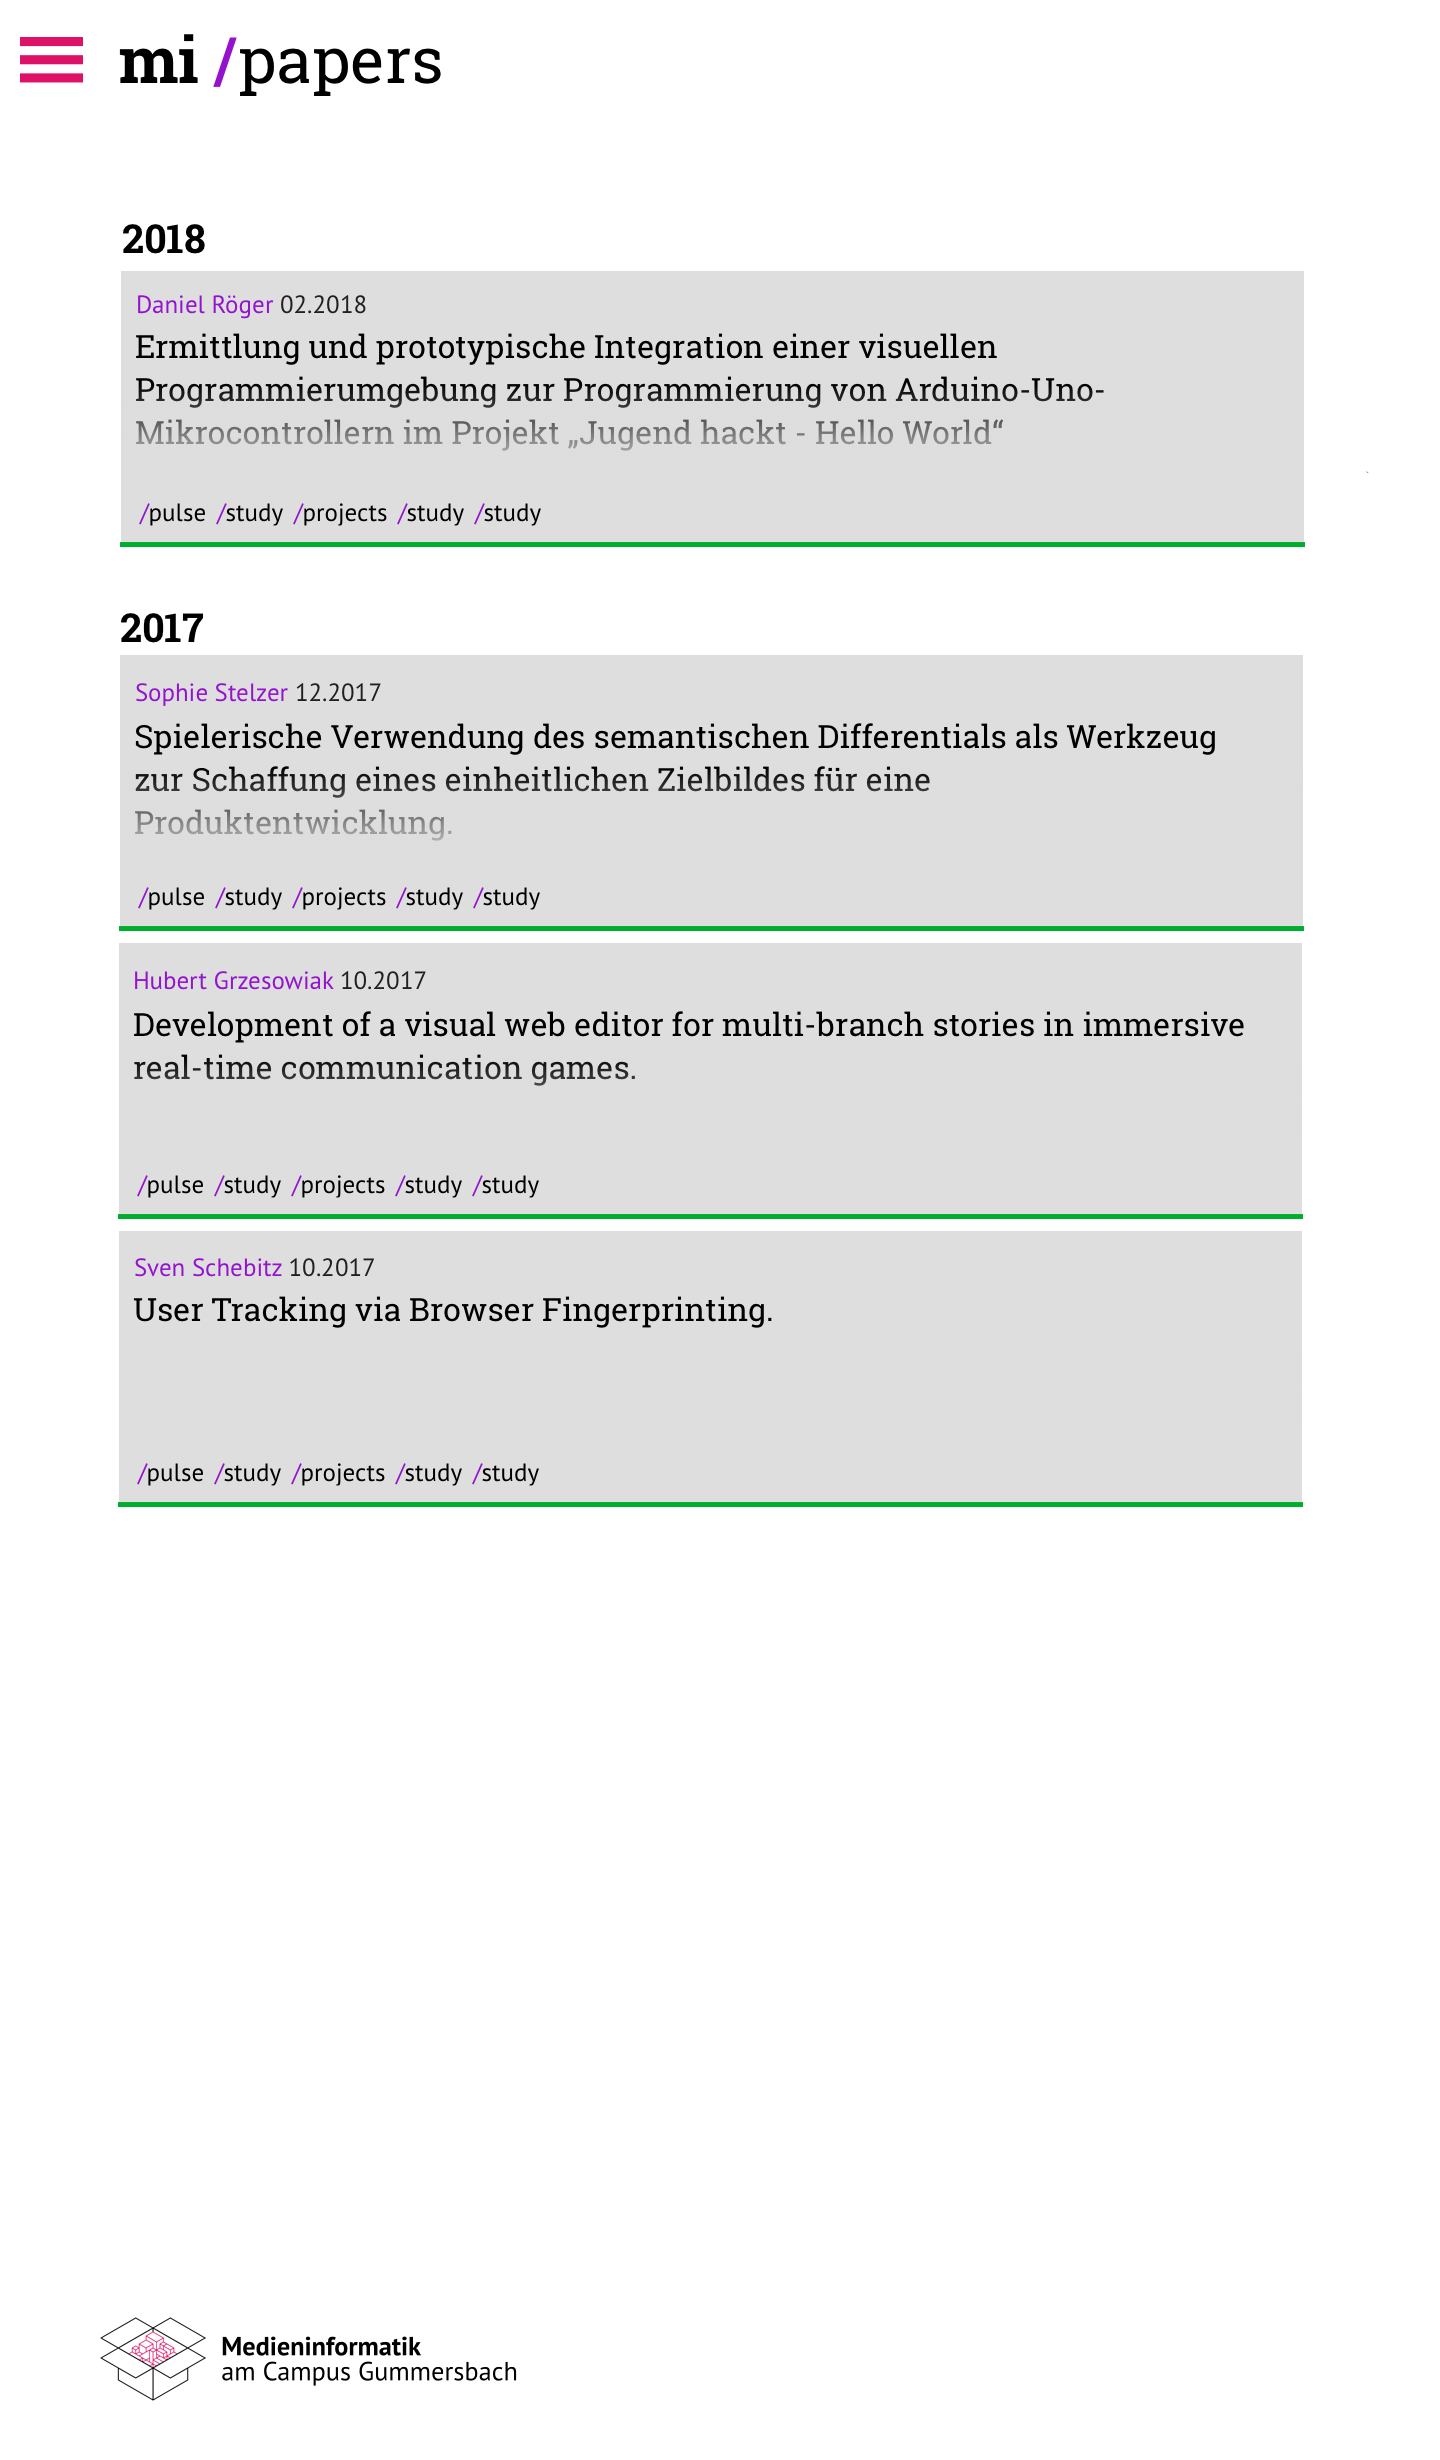 mi /papers
2018
Daniel Röger 02.2018
Ermittlung und prototypische Integration einer visuellen
Programmierumgebung zur Programmierung von Arduino-Uno-
Mikrocontrollern im Projekt „Jugend hackt - Hello World“
/pulse /study /projects /study /study
2017
Sophie Stelzer 12.2017
Spielerische Verwendung des semantischen Differentials als Werkzeug
zur Schaffung eines einheitlichen Zielbildes für eine
Produktentwicklung.
/pulse /study /projects /study /study
Hubert Grzesowiak 10.2017
Development of a visual web editor for multi-branch stories in immersive
real-time communication games.
/pulse /study /projects /study /study
Sven Schebitz 10.2017
User Tracking via Browser Fingerprinting.
/pulse /study /projects /study /study
Medieninformatik
am Campus Gummersbach